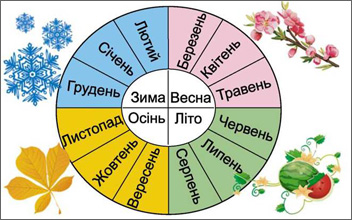 Лютий
Січень
Грудень
Березень
Квітень
Травень
Зима
Весна
Осінь
Літо
Листопад
Жовтень
Вересень
Червень
Липень
Серпень